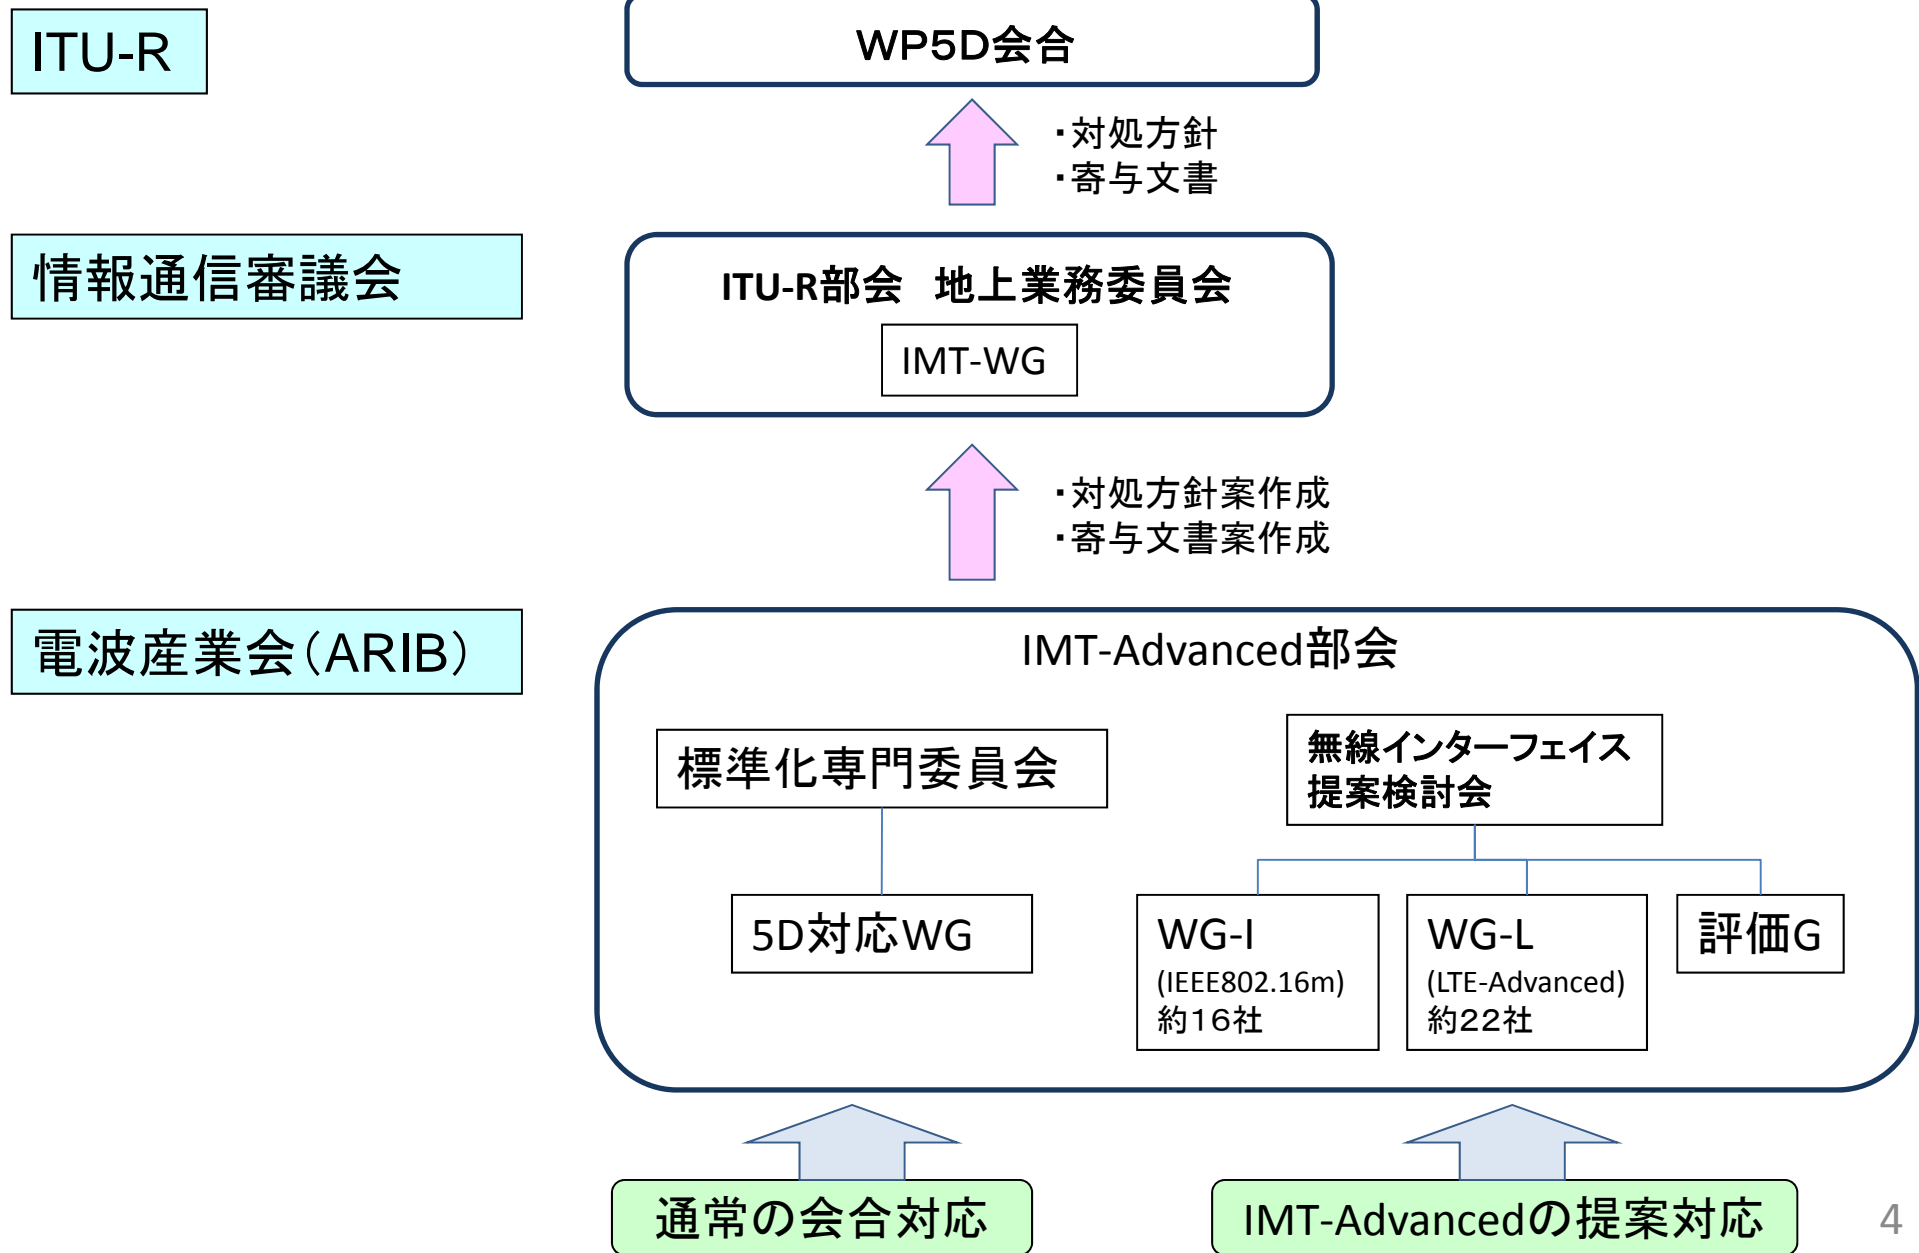 ITU-R
WP5D会合
・対処方針
・寄与文書
情報通信審議会
ITU-R部会　地上業務委員会
IMT-WG
・対処方針案作成
・寄与文書案作成
電波産業会(ARIB)
IMT-Advanced部会
標準化専門委員会
無線インターフェイス
提案検討会
5D対応WG
WG-I
(IEEE802.16m)
約16社
WG-L
(LTE-Advanced)
約22社
評価G
通常の会合対応
IMT-Advancedの提案対応
4